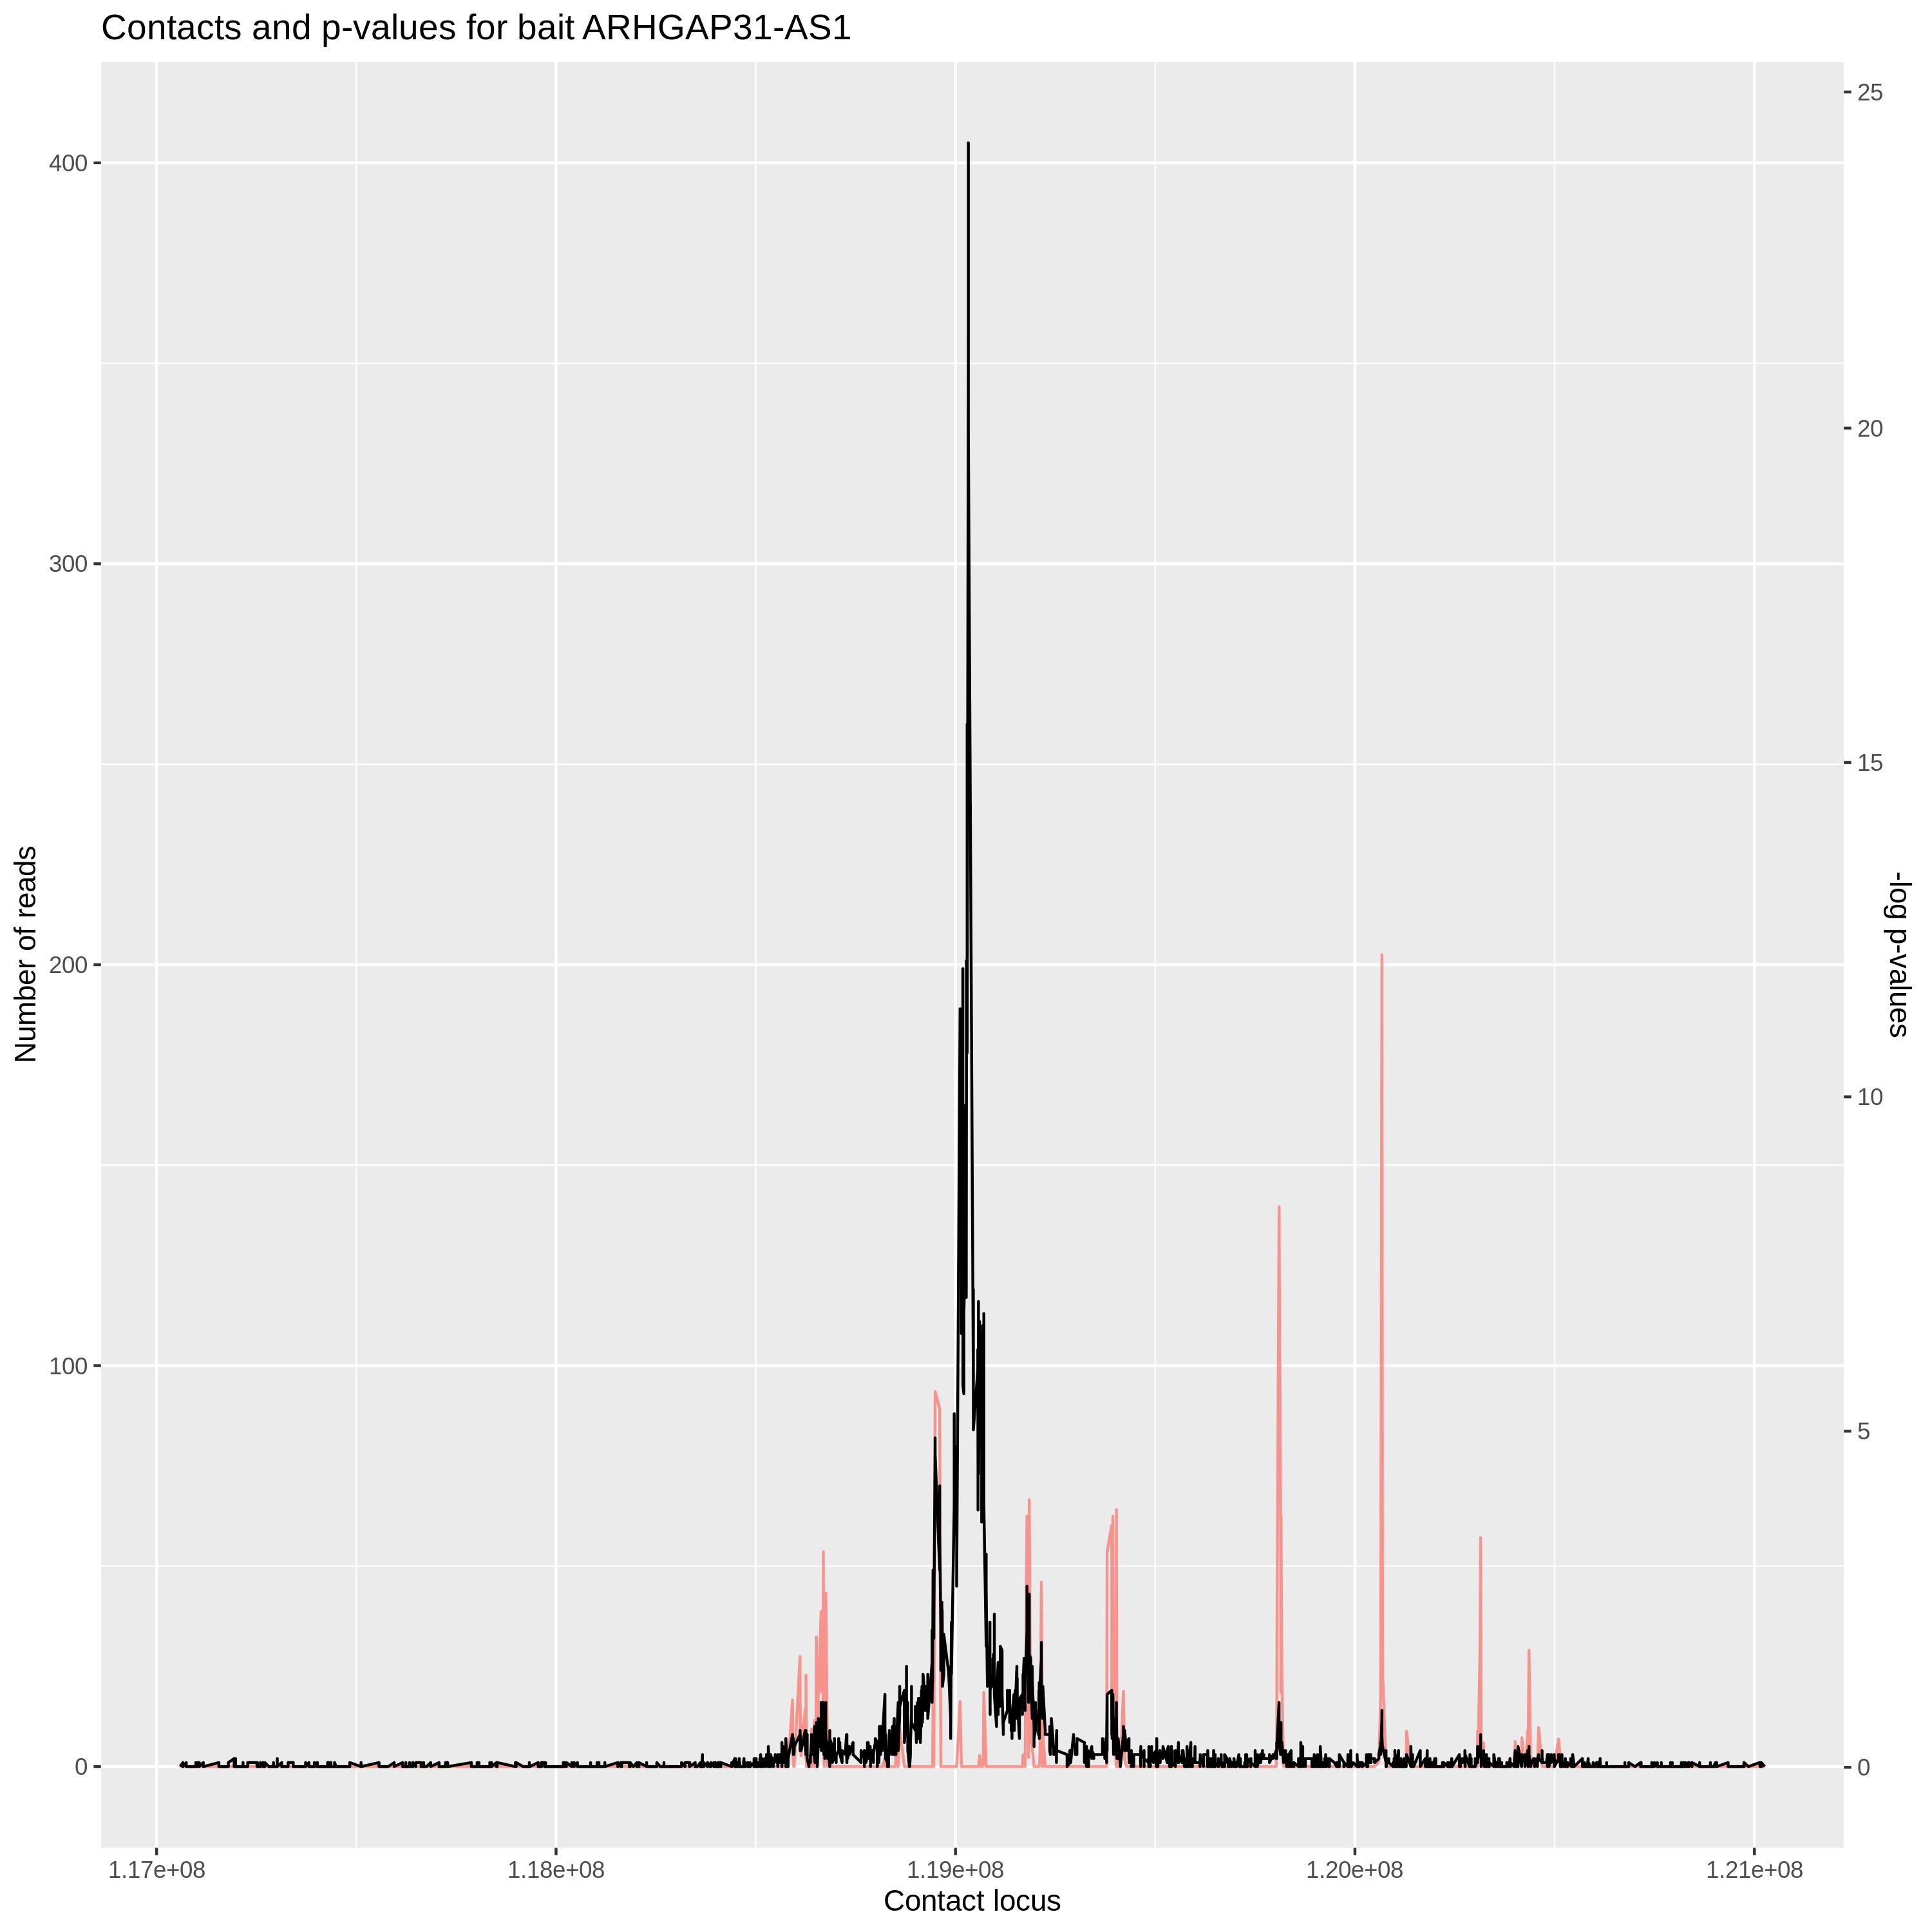 Contacts and p-values for bait ARHGAP31-AS1
400
300
200
100
0
Number of reads
25
20
15
10
5
0
-log p-values
1.17e+08
1.18e+08
1.19e+08
1.20e+08
1.21e+08
Contact locus